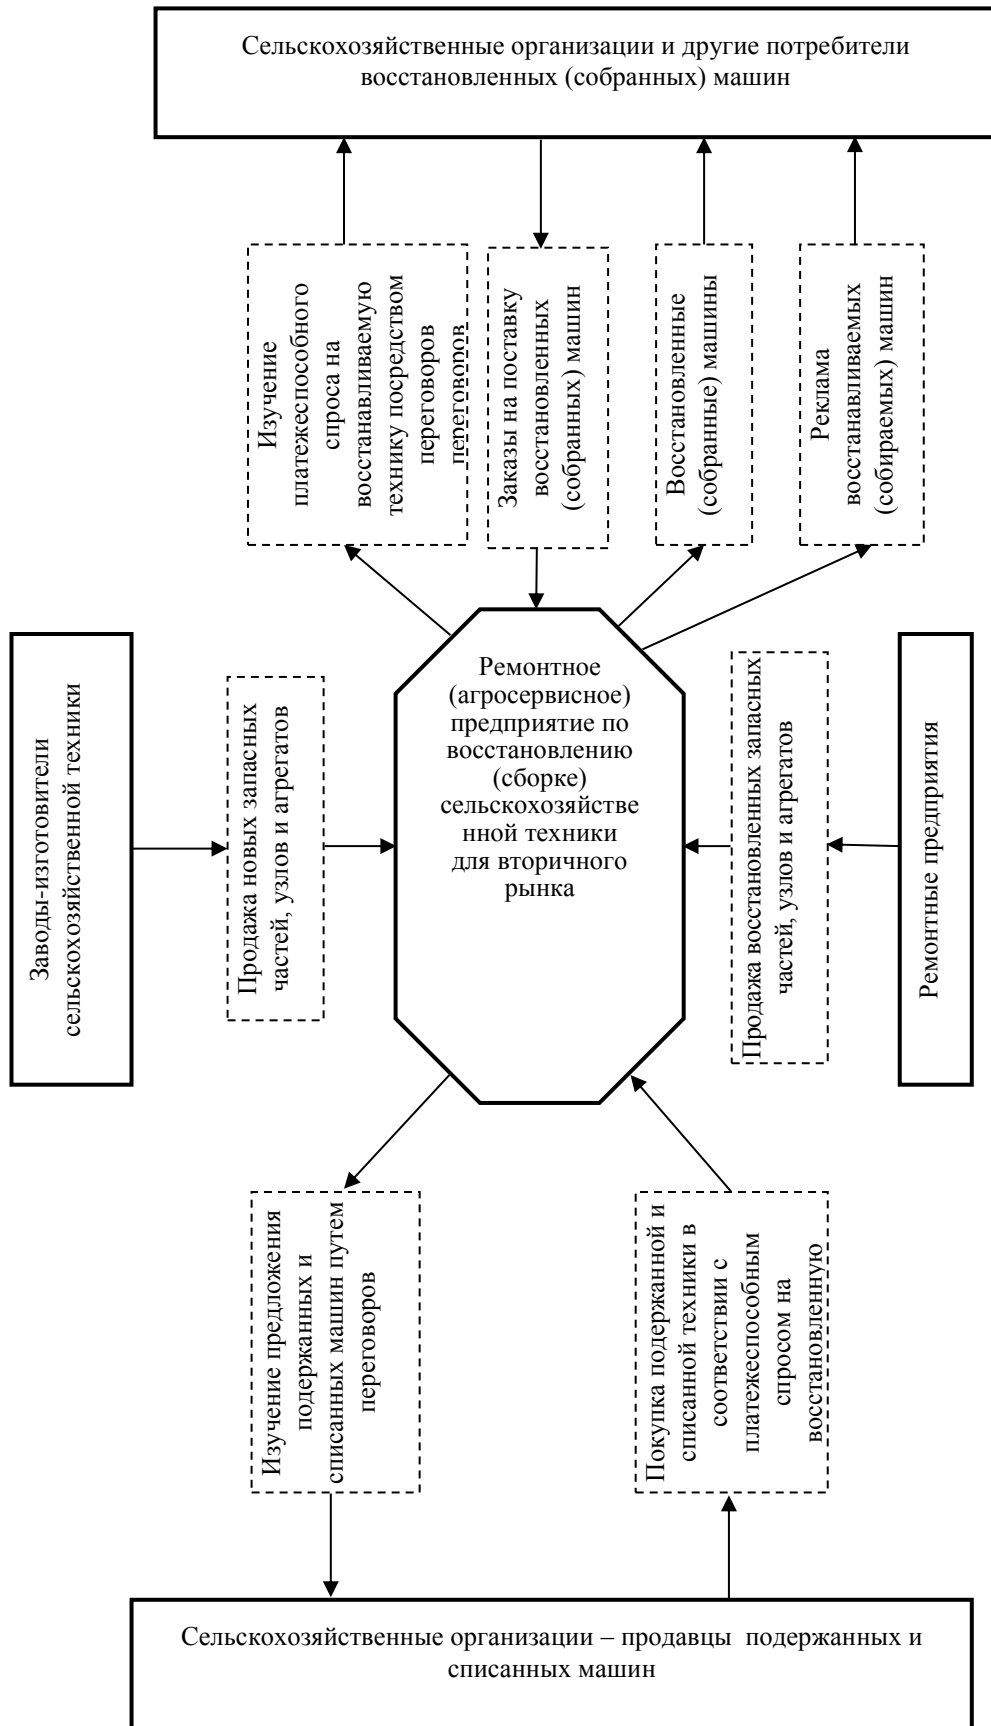 Сельскохозяйственные организации и другие потребители
восстановленных (собранных) машин
Изучение
платежеспособного
спроса на
восстанавливаемую
технику посредством
переговоров
переговоров
Заказы на поставку
восстановленных
(собранных) машин
Восстановленные
(собранные) машины
Реклама
восстанавливаемых
(собираемых) машин
Заводы-изготовители
сельскохозяйственной техники
Продажа новых запасных
частей, узлов и агрегатов
Ремонтное
(агросервисное)
предприятие по
восстановлению
(сборке)
сельскохозяйстве
нной техники
для вторичного
рынка
Продажа восстановленных запасных
частей, узлов и агрегатов
Ремонтные предприятия
Изучение предложения
подержанных и
списанных машин путем
переговоров
Покупка подержанной и
списанной техники в
соответствии с
платежеспособным
спросом на
восстановленную
Сельскохозяйственные организации – продавцы подержанных и
списанных машин